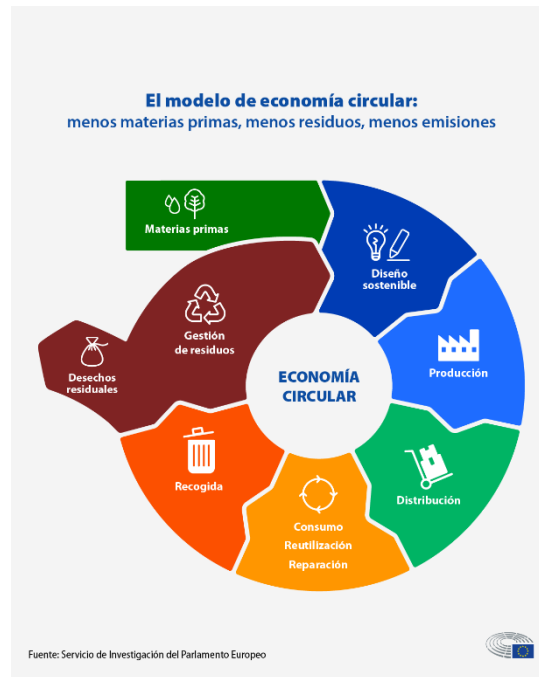 El modelo de economía circular:
menos materias primas, menos residuos, menos emisiones
Materias primas
Diseño
sostenible
Producción
Distribución
Consumo
Reutilización
Reparación
Recogida
Gestión
de residuos
Desechos
residuales
ECONOMÍA
CIRCULAR
Fuente: Servicio de Investigación del Parlamento Europeo